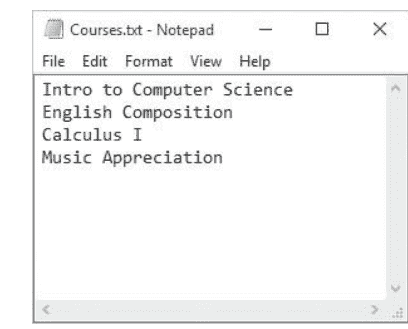 Courses.txt - Notepad
File Edit Format View Help
Intro to Computer Science
English Composition
Calculus I
Music Appreciation